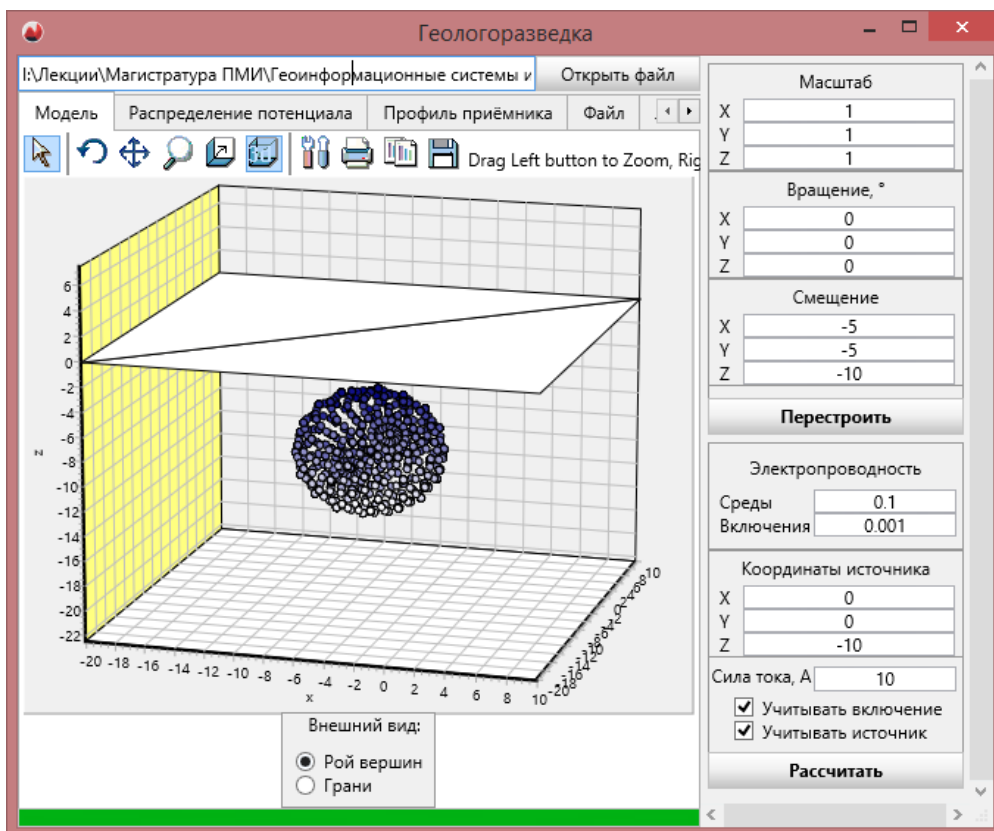 Геологоразведка
I:\Лекции\Магистратура ПМИ\Геоинформационные системы и
Открыть файл
Модель
Распределение потенциала
Профиль приёмника
Файл
Drag Left button to Zoom, Rig
6
4
2
0
-2
-4
-6
-8
-10
-12
-14
-16
-18
-20
-22
z
-20 -18 -16 -14 -12 -10 -8 -6 -4 -2 0 2 4 6 8 10
x
Внешний вид:
Рой вершин
Грани
Масштаб
X 1
Y 1
Z 1
Вращение, °
X 0
Y 0
Z 0
Смещение
X -5
Y -5
Z -10
Перестроить
Электропроводность
Среды 0.1
Включения 0.001
Координаты источника
X 0
Y 0
Z -10
Сила тока, А 10
Учитывать включение
Учитывать источник
Рассчитать